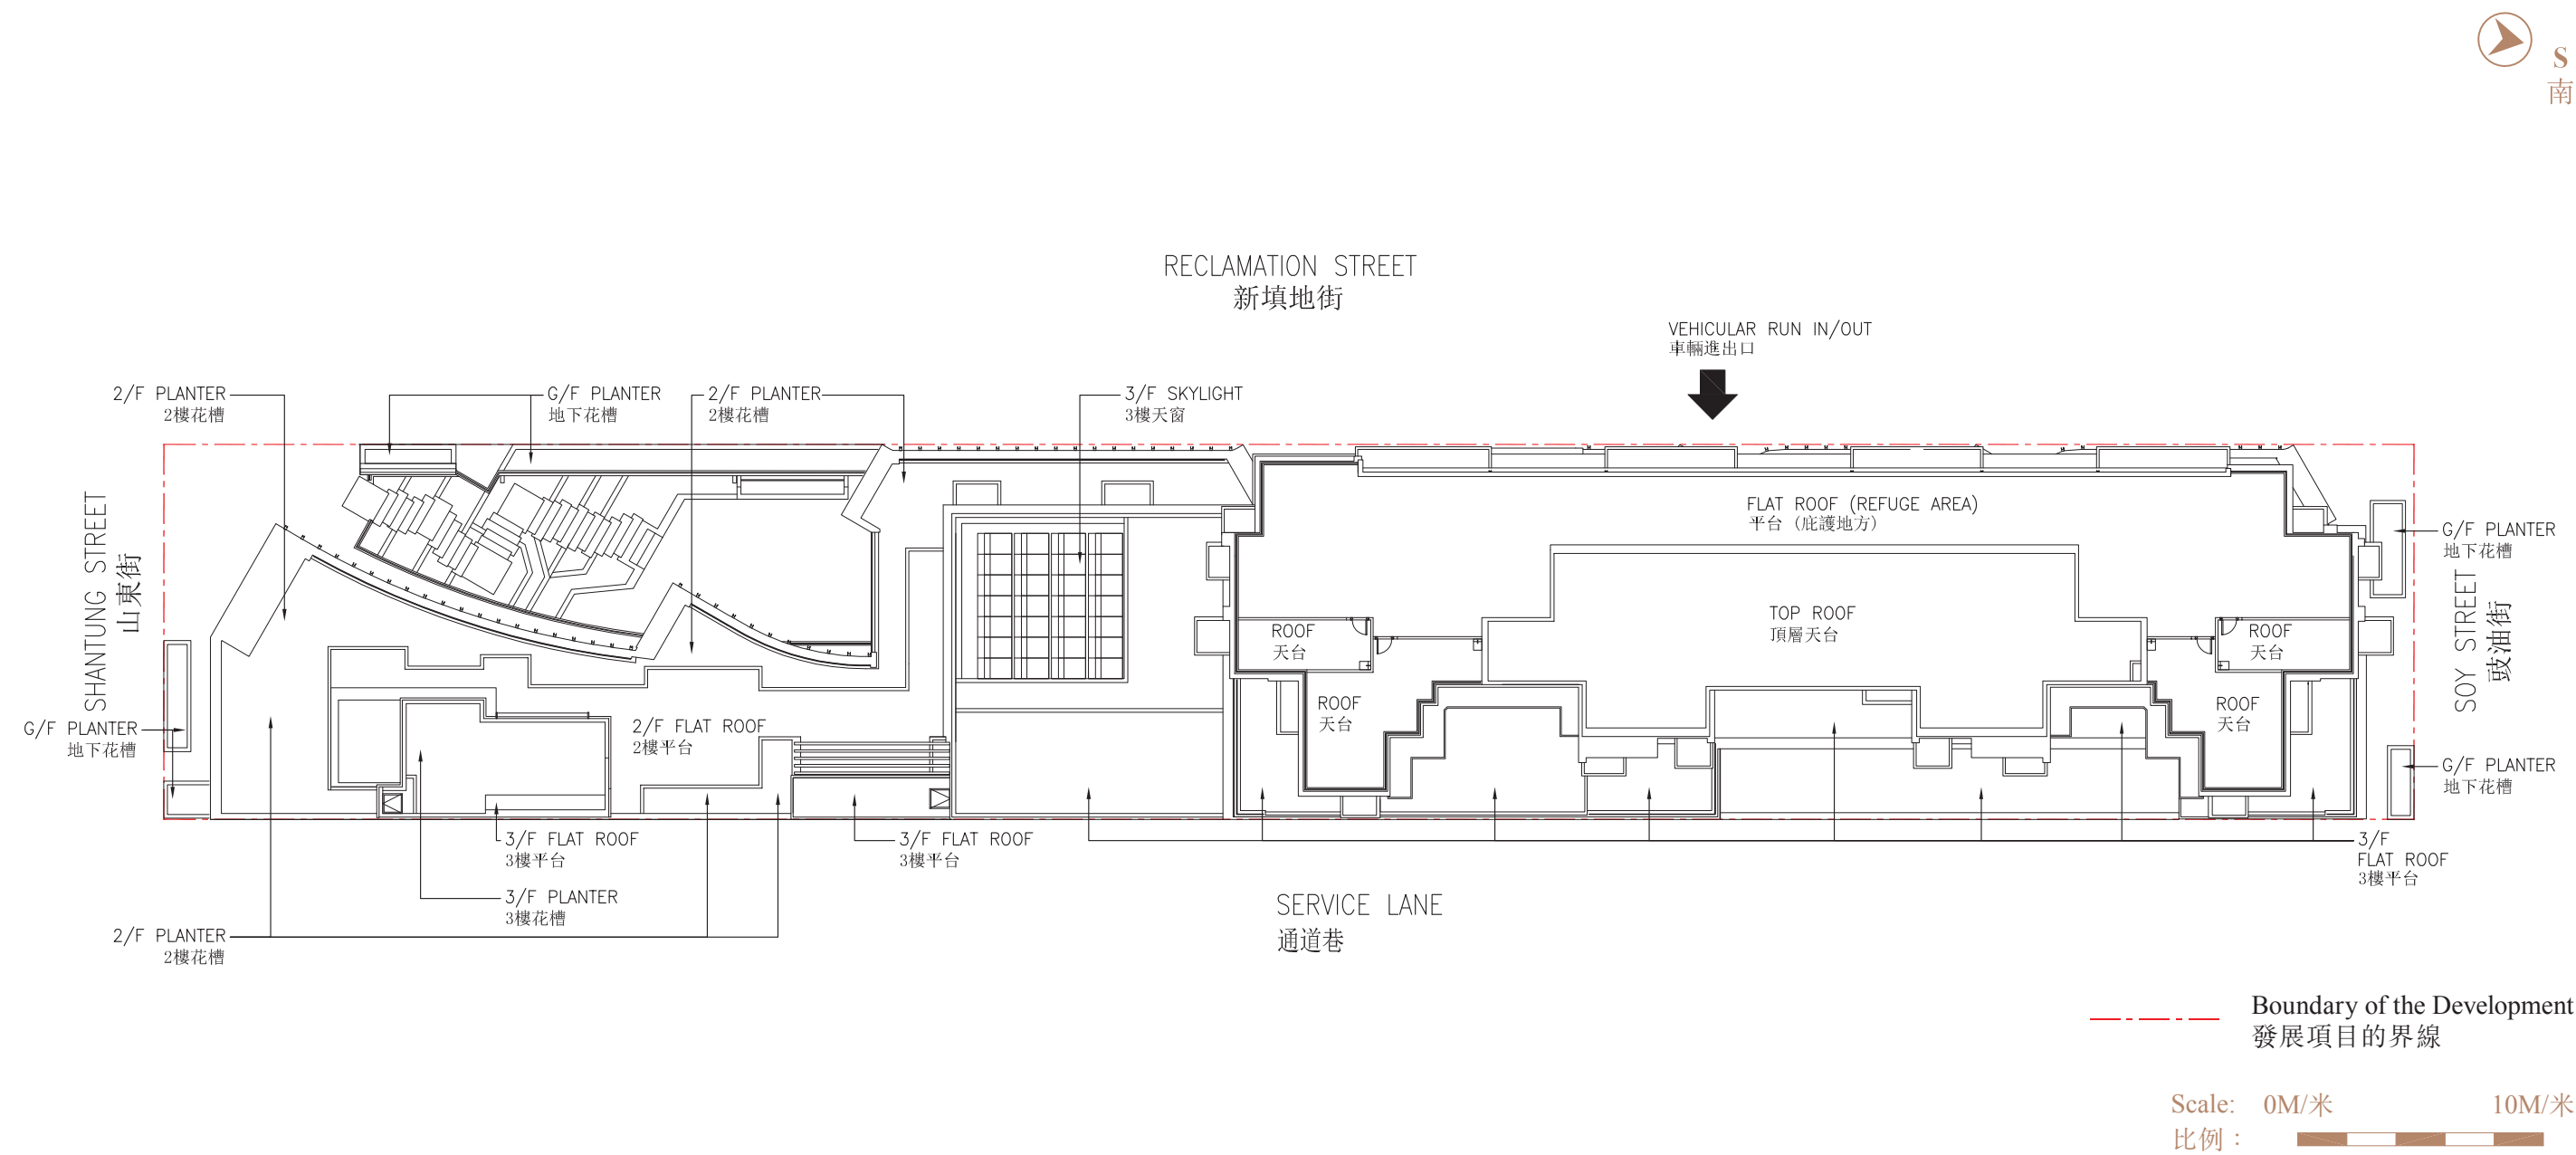 S
南
RECLAMATION STREET
新填地街
VEHICULAR RUN IN/OUT
車輛進出口
2/F PLANTER
2樓花槽
G/F PLANTER
地下花槽
2/F PLANTER
2樓花槽
3/F SKYLIGHT
3樓天窗
SHANTUNG STREET
山東街
FLAT ROOF (REFUGE AREA)
平台 (庇護地方)
G/F PLANTER
地下花槽
SOY STREET
豉油街
TOP ROOF
頂層天台
ROOF
天台
ROOF
天台
ROOF
天台
ROOF
天台
G/F PLANTER
地下花槽
2/F FLAT ROOF
2樓平台
G/F PLANTER
地下花槽
3/F FLAT ROOF
3樓平台
3/F FLAT ROOF
3樓平台
3/F
FLAT ROOF
3樓平台
3/F PLANTER
3樓花槽
SERVICE LANE
通道巷
2/F PLANTER
2樓花槽
Boundary of the Development
發展項目的界線
Scale: 0M/米 10M/米
比例：